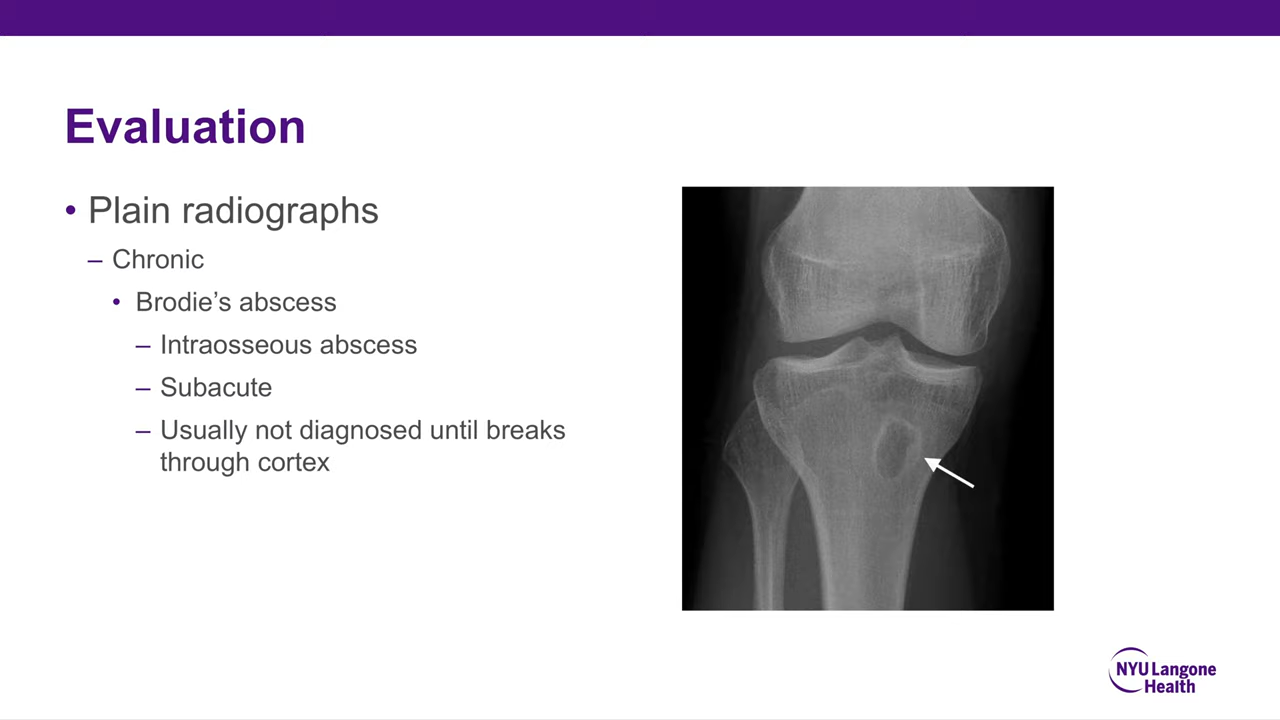 Evaluation
• Plain radiographs
– Chronic
• Brodie’s abscess
– Intraosseous abscess
– Subacute
– Usually not diagnosed until breaks
through cortex
NYU Langone
Health